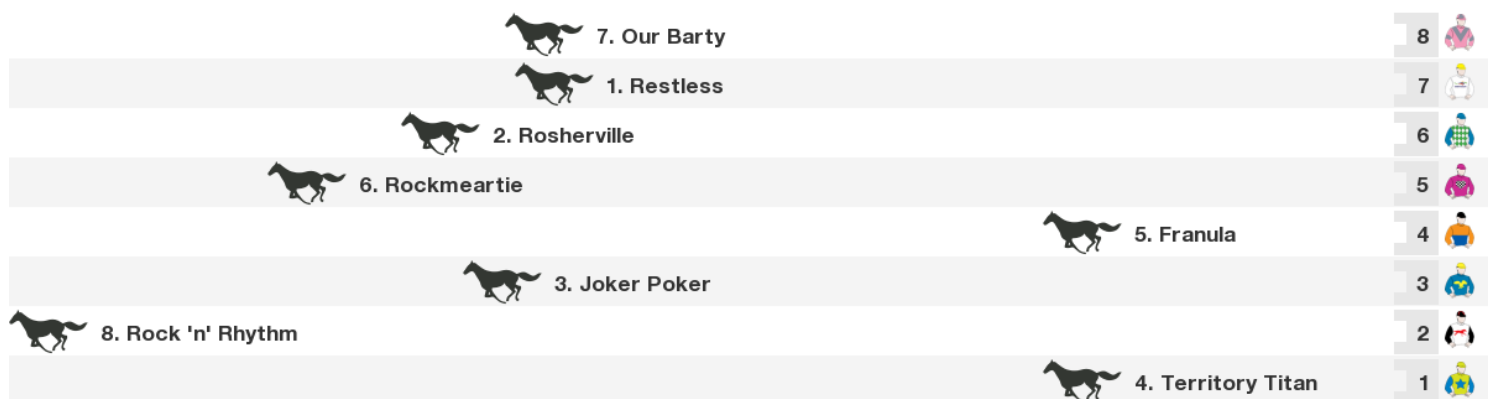 7. Our Barty 8
1. Restless 7
2. Rosherville 6
6. Rockmeartie 5
5. Franula 4
3. Joker Poker 3
8. Rock 'n' Rhythm 2
4. Territory Titan 1